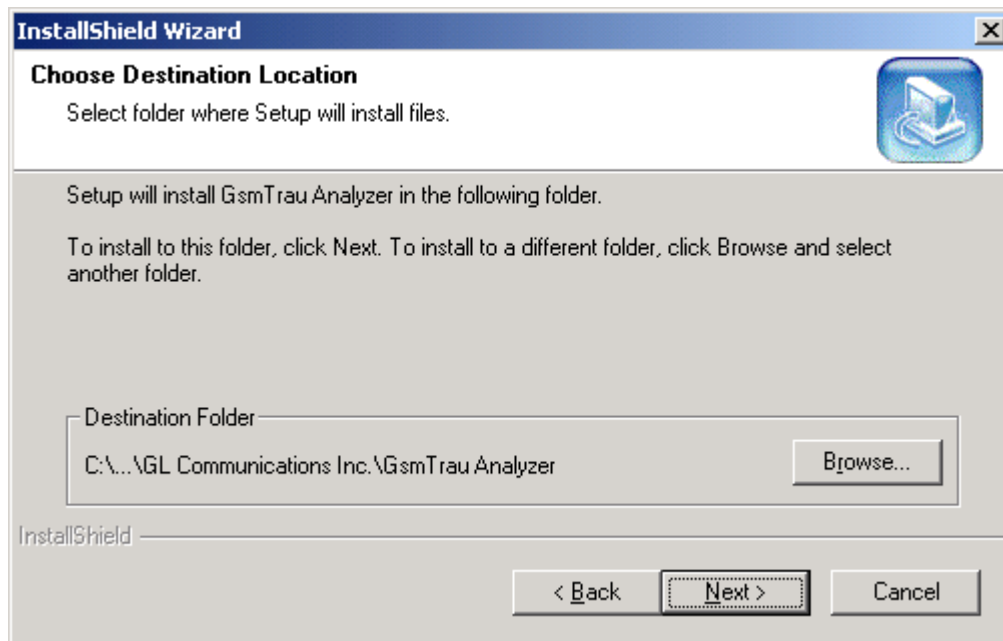 InstallShield Wizard
Choose Destination Location
Select folder where Setup will install files.
Setup will install GsmTrau Analyzer in the following folder.
To install to this folder, click Next. To install to a different folder, click Browse and select
another folder.
Destination Folder
C:\...\GL Communications Inc.\GsmTrau Analyzer
Browse...
InstallShield
< Back
Next >
Cancel